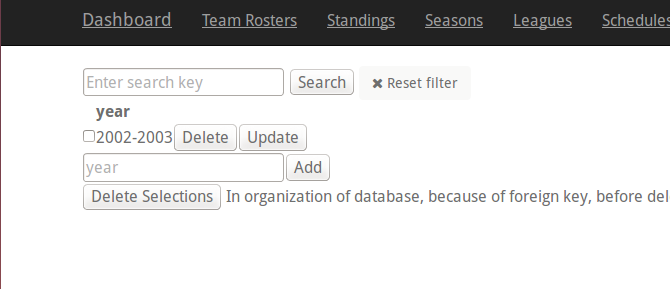 Dashboard Team Rosters Standings Seasons Leagues Schedules
Enter search key Search ✖ Reset filter
year
2002-2003 Delete Update
year Add
Delete Selections In organization of database, because of foreign key, before del